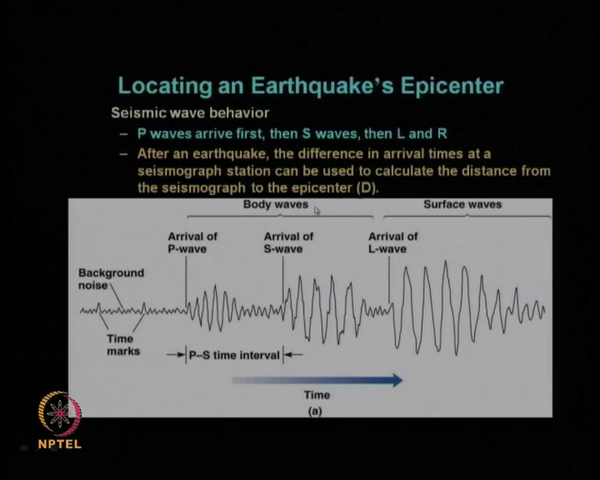 Locating an Earthquake's Epicenter
Seismic wave behavior
– P waves arrive first, then S waves, then L and R
– After an earthquake, the difference in arrival times at a
seismograph station can be used to calculate the distance from
the seismograph to the epicenter (D).
Body waves
Surface waves
Arrival of
P-wave
Arrival of
S-wave
Arrival of
L-wave
Background
noise
Time
marks
P–S time interval
Time
(a)
NPTEL